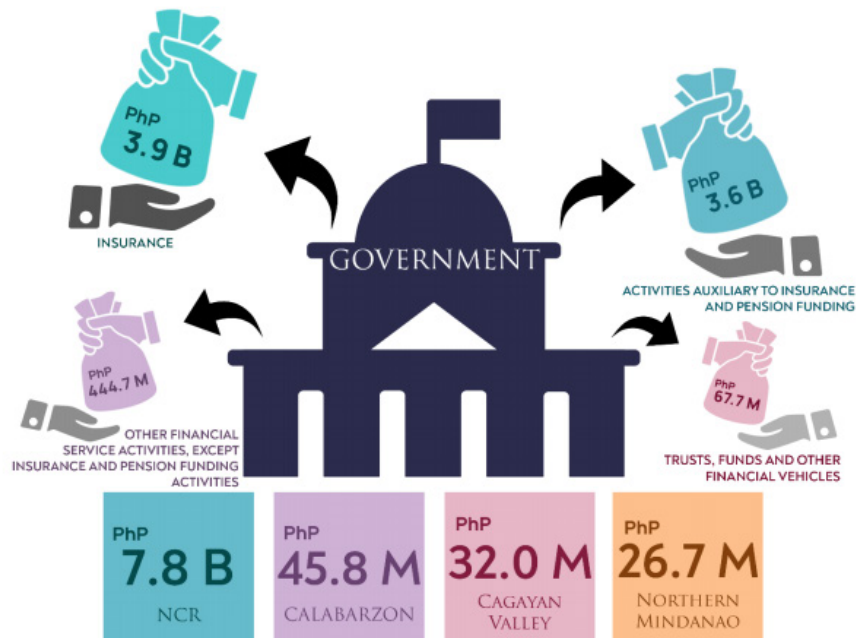 PhP
3.9 B
INSURANCE
PhP
3.6 B
ACTIVITIES AUXILIARY TO INSURANCE
AND PENSION FUNDING
GOVERNMENT
PhP
444.7 M
OTHER FINANCIAL
SERVICE ACTIVITIES, EXCEPT
INSURANCE AND PENSION FUNDING
ACTIVITIES
PhP
67.7 M
TRUSTS, FUNDS AND OTHER
FINANCIAL VEHICLES
PhP
7.8 B
NCR
PhP
45.8 M
CALABARZON
PhP
32.0 M
CAGAYAN
VALLEY
PhP
26.7 M
NORTHERN
MINDANAO